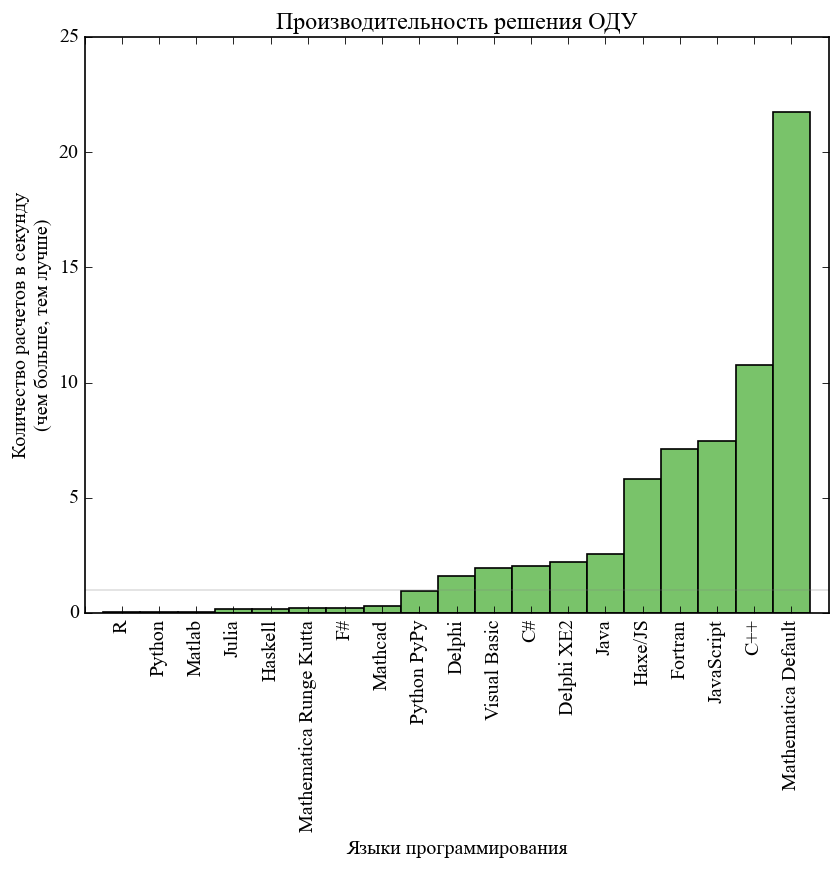 Производительность решения ОДУ
Количество расчетов в секунду
(чем больше, тем лучше)
25
20
15
10
5
0
R
Python
Matlab
Julia
Haskell
Mathematica Runge Kutta
F#
Mathcad
Python PyPy
Delphi
Visual Basic
C#
Delphi XE2
Java
Haxe/JS
Fortran
JavaScript
C++
Mathematica Default
Языки программирования